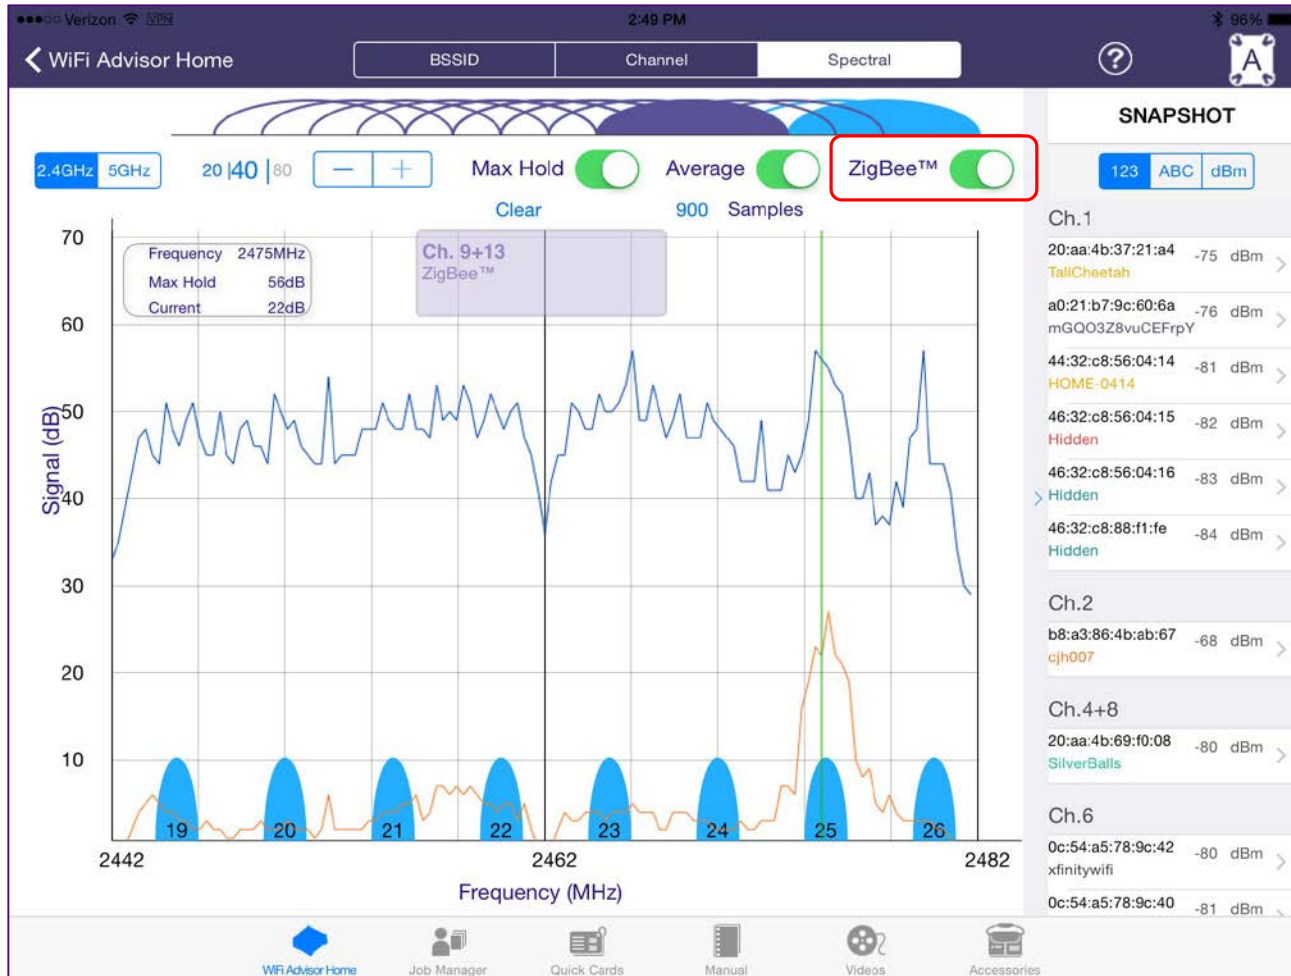 Verizon VPN 2:49 PM 96%
WiFi Advisor Home BSSID Channel Spectral ? A
SNAPSHOT
2.4GHz 5GHz 20 |40 |80 − + Max Hold Average ZigBee™
123 ABC dBm
Clear 900 Samples
70
60
50
40
30
20
10
Signal (dB)
Frequency 2475MHz
Max Hold 56dB
Current 22dB
Ch. 9+13
ZigBee™
19 20 21 22 23 24 25 26
2442 2462 2482
Frequency (MHz)
Ch.1
20:aa:4b:37:21:a4 -75 dBm
TallCheetah
a0:21:b7:9c:60:6a -76 dBm
mGQO3Z8vuCEFrpY
44:32:c8:56:04:14 -81 dBm
HOME-0414
46:32:c8:56:04:15 -82 dBm
Hidden
46:32:c8:56:04:16 -83 dBm
Hidden
46:32:c8:88:f1:fe -84 dBm
Hidden
Ch.2
b8:a3:86:4b:ab:67 -68 dBm
cjh007
Ch.4+8
20:aa:4b:69:f0:08 -80 dBm
SilverBalls
Ch.6
0c:54:a5:78:9c:42 -80 dBm
xfinitywifi
0c:54:a5:78:9c:40 -81 dBm
WiFi Advisor Home Job Manager Quick Cards Manual Videos Accessories